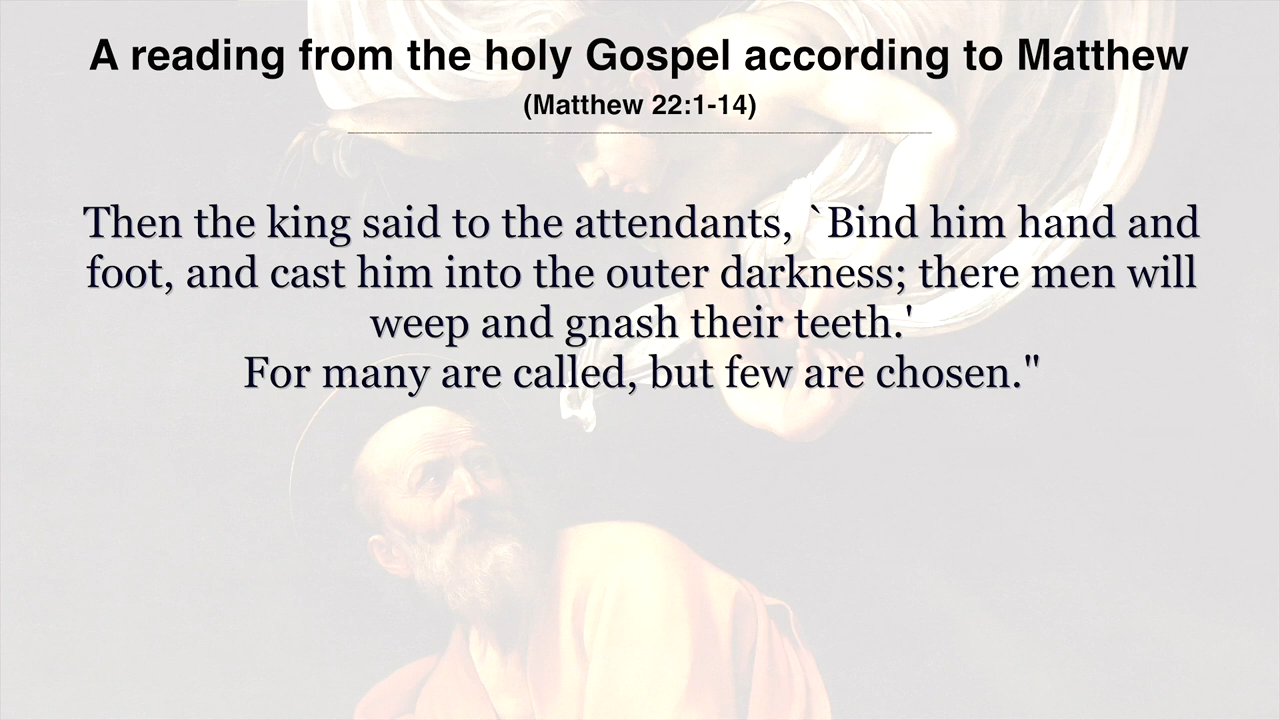 A reading from the holy Gospel according to Matthew
(Matthew 22:1-14)
Then the king said to the attendants, `Bind him hand and
foot, and cast him into the outer darkness; there men will
weep and gnash their teeth.'
For many are called, but few are chosen."